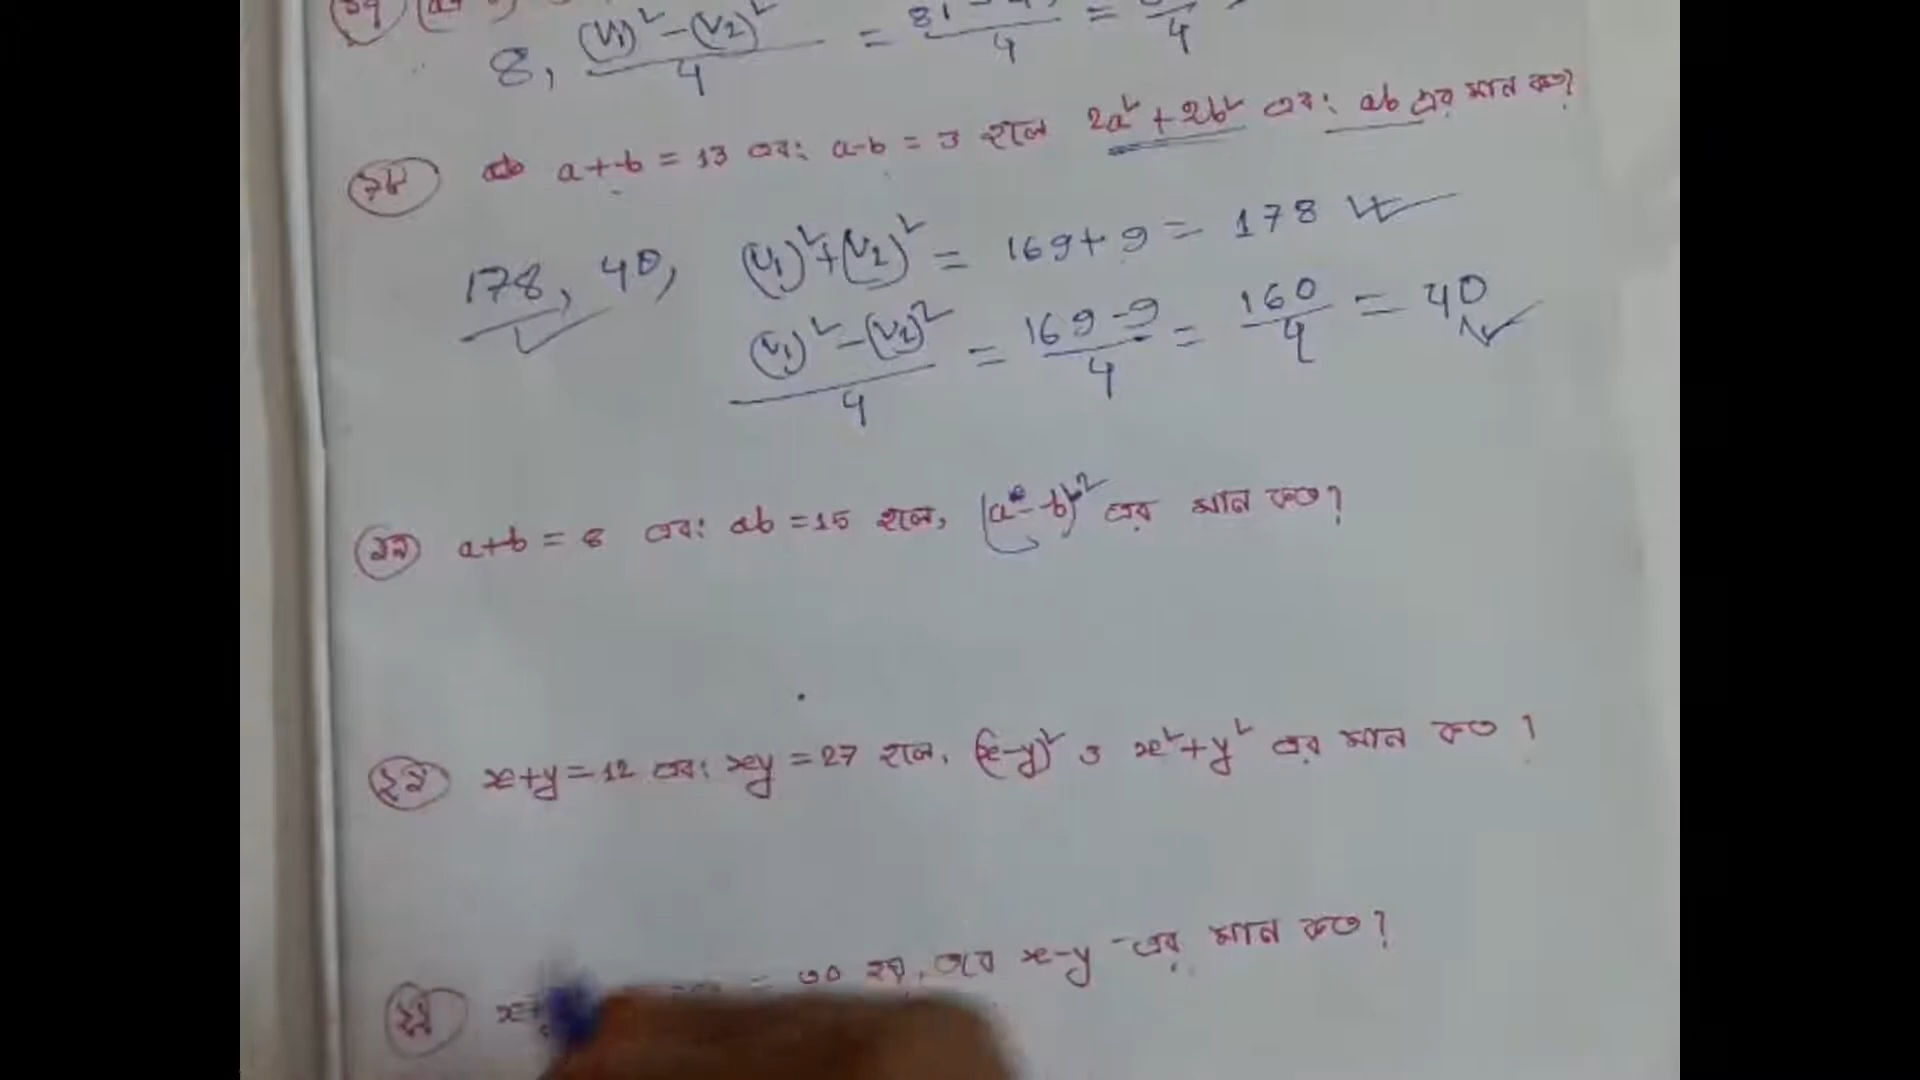 8, (V₁)² - (V₂)² / 4 = 81 - / 4 = / 4
২৮ a+b = 13 এবং a-b = 3 হলে 2a² + 2b² এবং ab এর মান কত?
178, 40, (V₁)² + (V₂)² = 169 + 9 = 178
(V₁)² - (V₂)² / 4 = 169 - 9 / 4 = 160 / 4 = 40
a+b = 8 এবং ab = 15 হলে, (a - b)² এর মান কত?
x+y = 12 এবং xy = 27 হলে, (x-y)² ও x² + y² এর মান কত ?
x+ = ৩০ হয়, তবে x-y -এর মান কত?